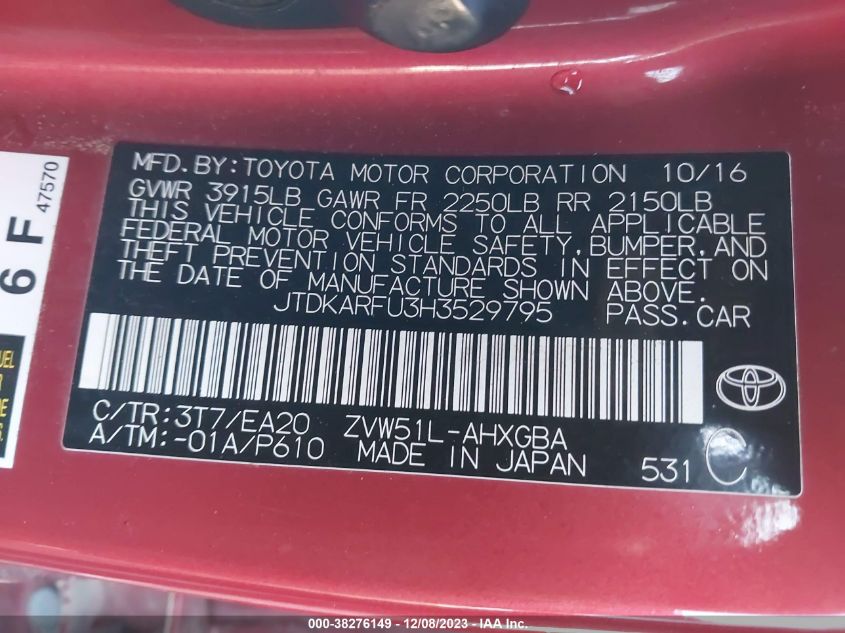 MFD.BY:TOYOTA MOTOR CORPORATION 10/16
GVWR 3915LB GAWR FR 2250LB RR 2150LB
THIS VEHICLE CONFORMS TO ALL APPLICABLE
FEDERAL MOTOR VEHICLE SAFETY,BUMPER,AND
THEFT PREVENTION STANDARDS IN EFFECT ON
THE DATE OF MANUFACTURE SHOWN ABOVE.
JTDKARFU3H3529795 PASS.CAR
C/TR:3T7/EA20 ZVW51L-AHXGBA
A/TM:-01A/P610 MADE IN JAPAN 531 C
47570
6 F
000-38276149 - 12/08/2023 - IAA Inc.